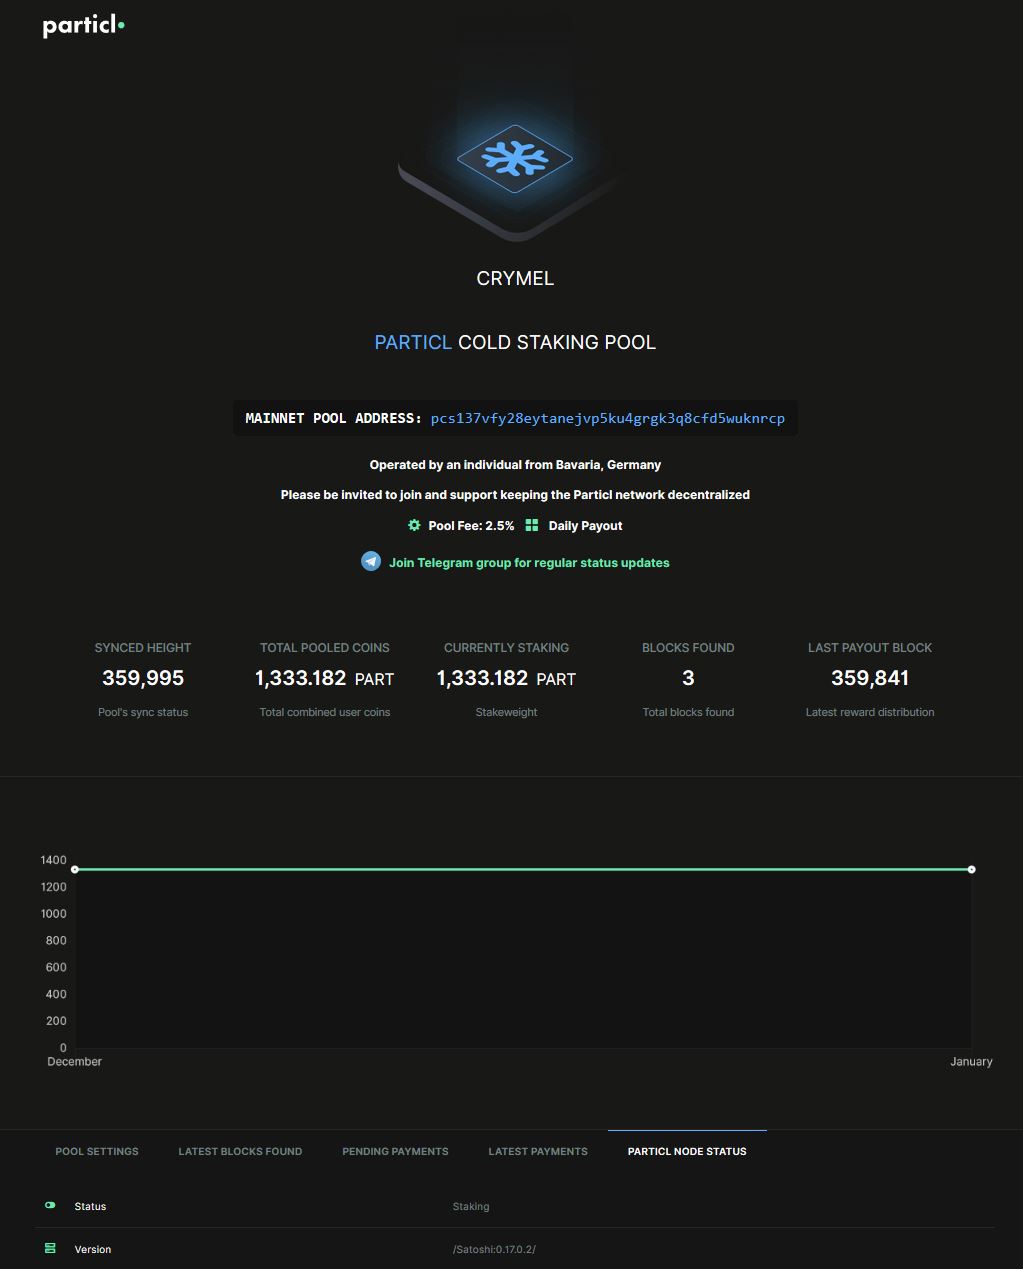 particl
CRYMEL
PARTICL COLD STAKING POOL
MAINNET POOL ADDRESS: pcs137vfy28eytanejvp5ku4grgk3q8cfd5wuknrcp
Operated by an individual from Bavaria, Germany
Please be invited to join and support keeping the Particl network decentralized
Pool Fee: 2.5% Daily Payout
Join Telegram group for regular status updates
SYNCED HEIGHT TOTAL POOLED COINS CURRENTLY STAKING BLOCKS FOUND LAST PAYOUT BLOCK
359,995 1,333.182 PART 1,333.182 PART 3 359,841
Pool's sync status Total combined user coins Stakeweight Total blocks found Latest reward distribution
1400
1200
1000
800
600
400
200
0
December January
POOL SETTINGS LATEST BLOCKS FOUND PENDING PAYMENTS LATEST PAYMENTS PARTICL NODE STATUS
Status Staking
Version /Satoshi:0.17.0.2/